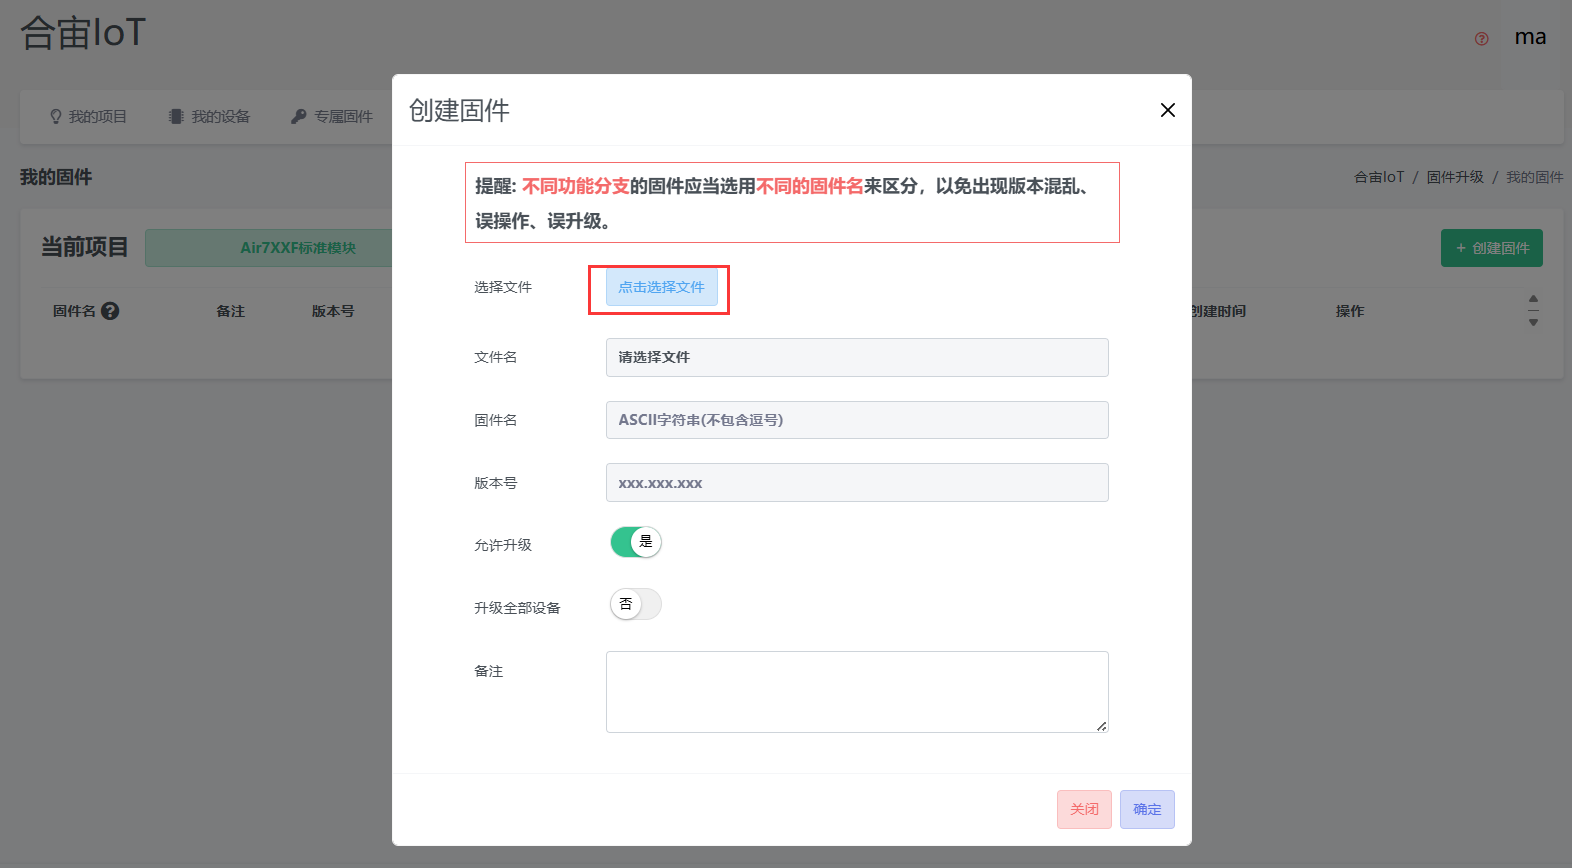 合宙IoT
ma
我的项目 我的设备 专属固件
我的固件
合宙IoT / 固件升级 / 我的固件
当前项目 Air7XXF标准模块
+ 创建固件
固件名 备注 版本号 创建时间 操作
创建固件
提醒: 不同功能分支的固件应当选用不同的固件名来区分，以免出现版本混乱、
误操作、误升级。
选择文件 点击选择文件
文件名 请选择文件
固件名 ASCII字符串(不包含逗号)
版本号 xxx.xxx.xxx
允许升级 是
升级全部设备 否
备注
关闭 确定